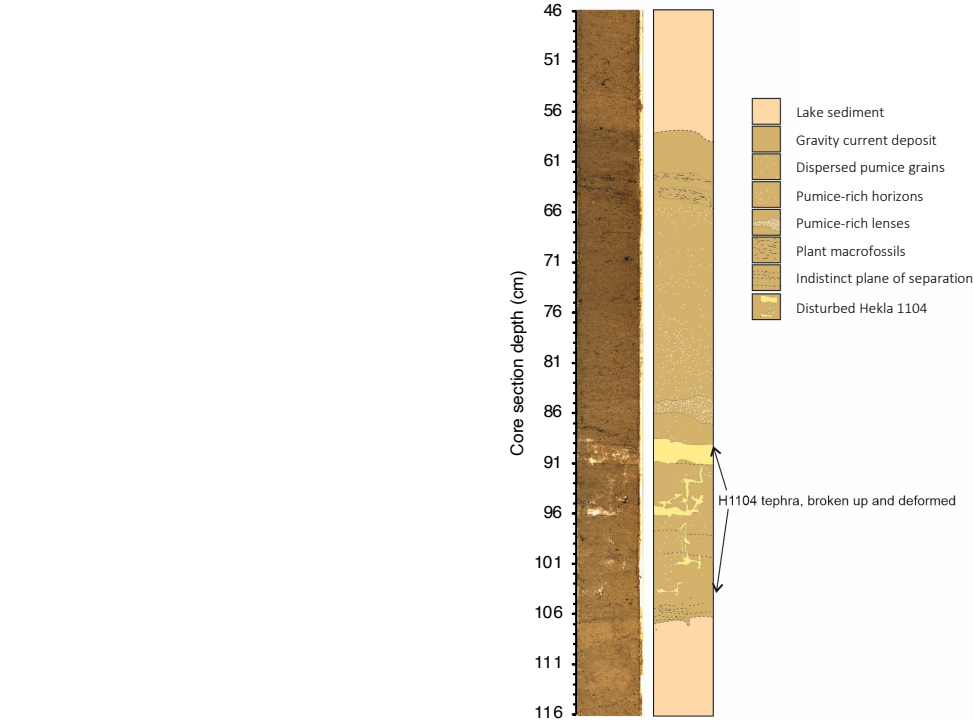 46
51
56
61
66
71
76
81
86
91
96
101
106
111
116
Core section depth (cm)
Lake sediment
Gravity current deposit
Dispersed pumice grains
Pumice-rich horizons
Pumice-rich lenses
Plant macrofossils
Indistinct plane of separation
Disturbed Hekla 1104
H1104 tephra, broken up and deformed